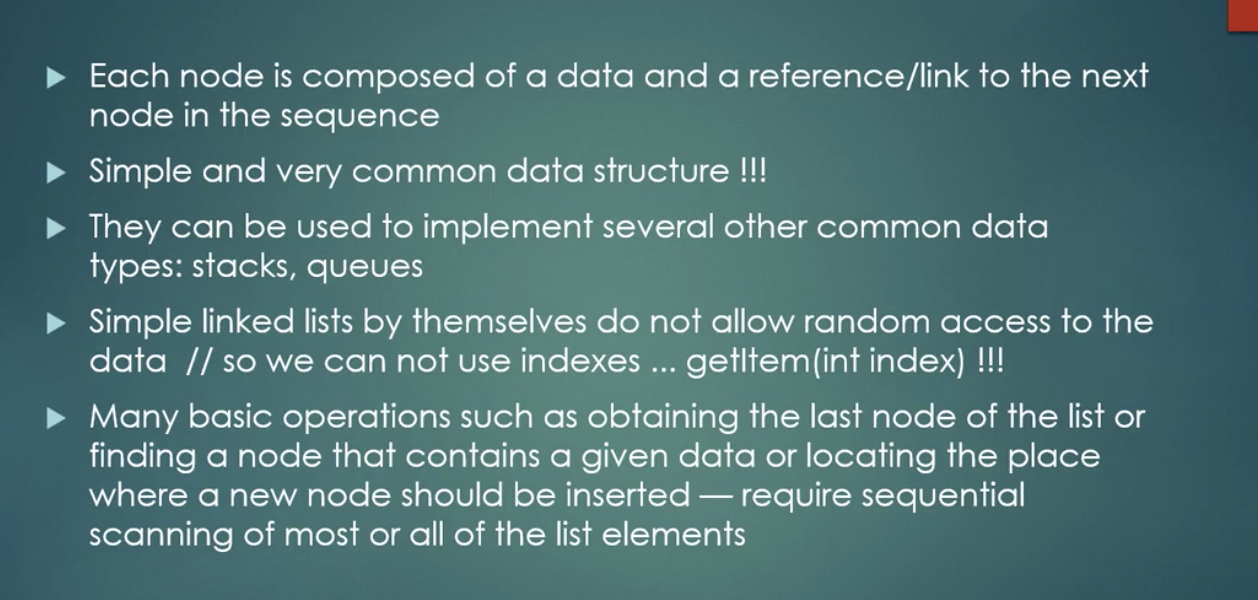 Each node is composed of a data and a reference/link to the next
node in the sequence
Simple and very common data structure !!!
They can be used to implement several other common data
types: stacks, queues
Simple linked lists by themselves do not allow random access to the
data  // so we can not use indexes ... getItem(int index) !!!
Many basic operations such as obtaining the last node of the list or
finding a node that contains a given data or locating the place
where a new node should be inserted — require sequential
scanning of most or all of the list elements